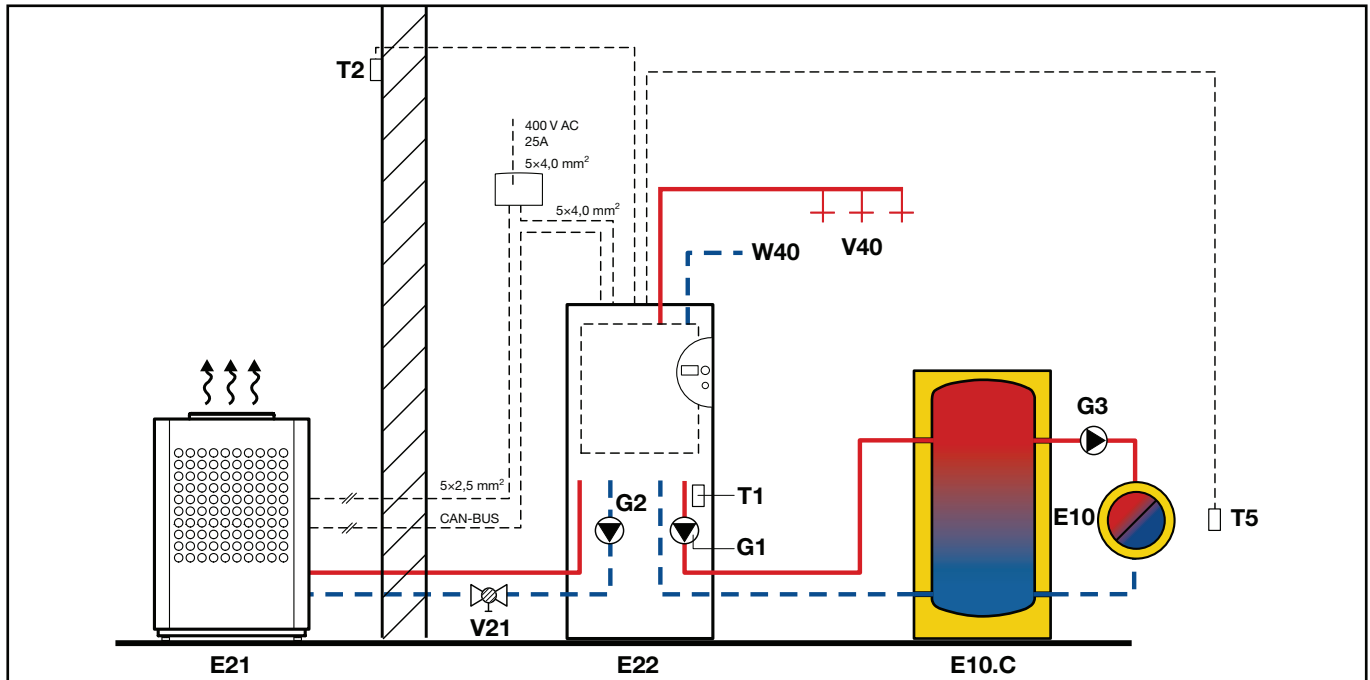 T2
400 V AC
25A
5×4,0 mm²
5×4,0 mm²
W40
V40
G3
5×2,5 mm²
CAN-BUS
G2
T1
G1
E10
T5
V21
E21
E22
E10.C